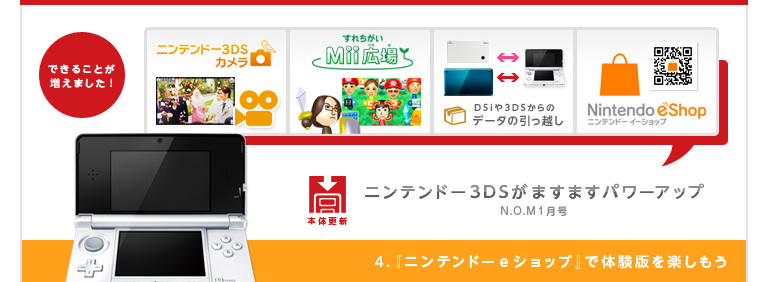 できることが
増えました！
ニンテンドー3DS
カメラ
すれちがい
Mii広場
DSiや3DSからの
データの引っ越し
Nintendo eShop
ニンテンドーイーショップ
本体更新
ニンテンドー3DSがますますパワーアップ
N.O.M1月号
4.『ニンテンドーeショップ』で体験版を楽しもう